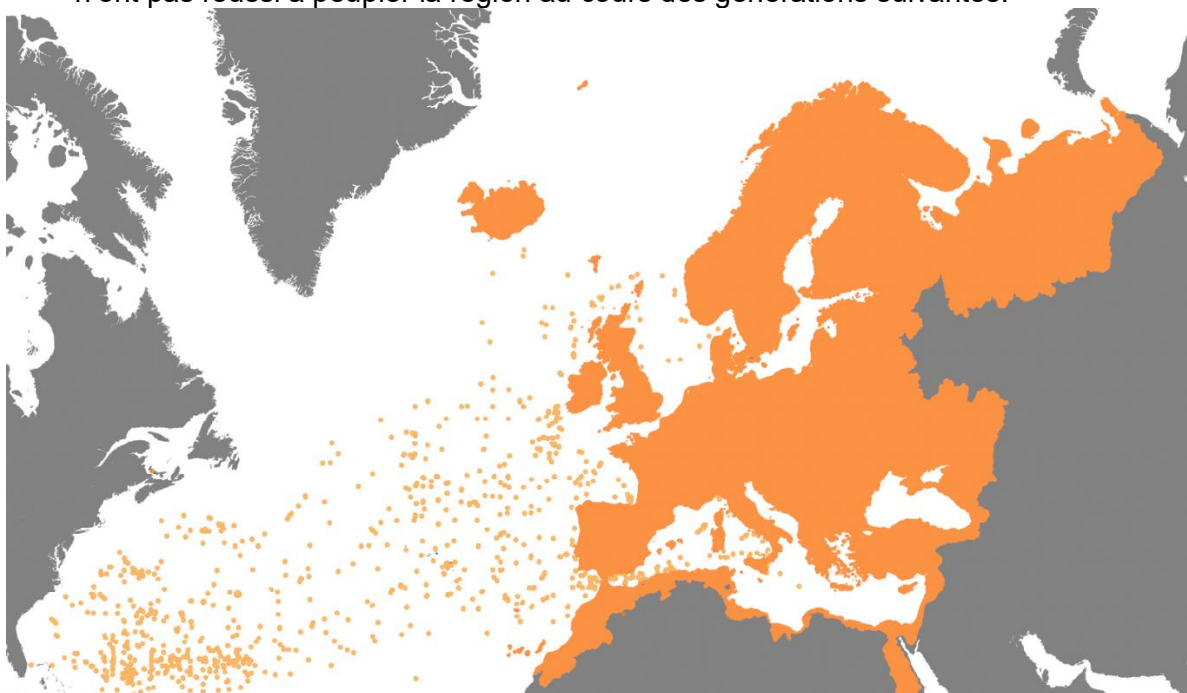 n'ont pas réussi à peupler la région au cours des générations suivantes.